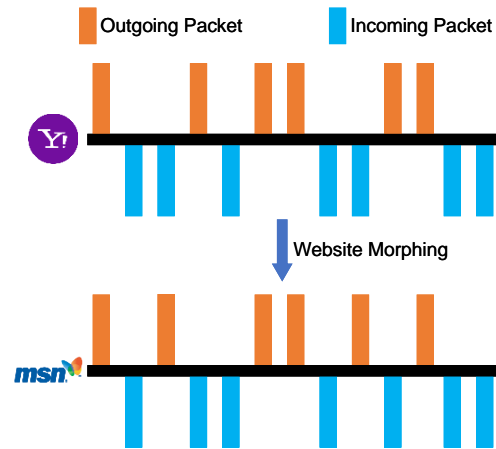 Outgoing Packet
Incoming Packet
Y!
Website Morphing
msn